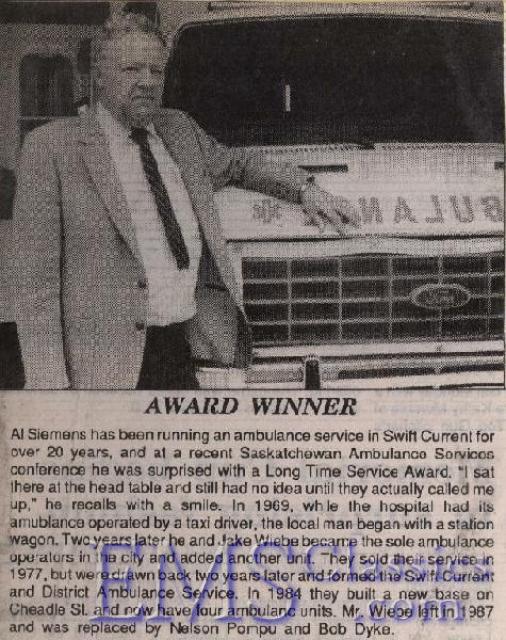 BULAN
Ford
AWARD WINNER
Al Siemens has been running an ambulance service in Swift Current for
over 20 years, and at a recent Saskatchewan Ambulance Services
conference he was surprised with a Long Time Service Award. "I sat
there at the head table and still had no idea until they actually called me
up," he recalls with a smile. In 1969, while the hospital had its
amublance operated by a taxi driver, the local man began with a station
wagon. Two years later he and Jake Wiebe became the sole ambulance
operators in the city and added another unit. They sold their service in
1977, but were drawn back two years later and formed the Swift Current
and District Ambulance Service. In 1984 they built a new base on
Cheadle St. and now have four ambulanc units. Mr. Wiebe left in 1987
and was replaced by Nelson Pompu and Bob Dyke.
EMS Classics
.com